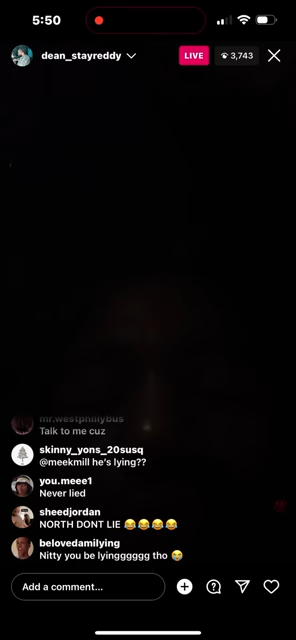 5:50
dean_stayreddy
LIVE
3,743
mr.westphillybus
Talk to me cuz
skinny_yons_20susq
@meekmill he's lying??
you.meee1
Never lied
sheedjordan
NORTH DONT LIE 😂😂😂😂
belovedamilying
Nitty you be lyingggggg tho 😂
Add a comment...